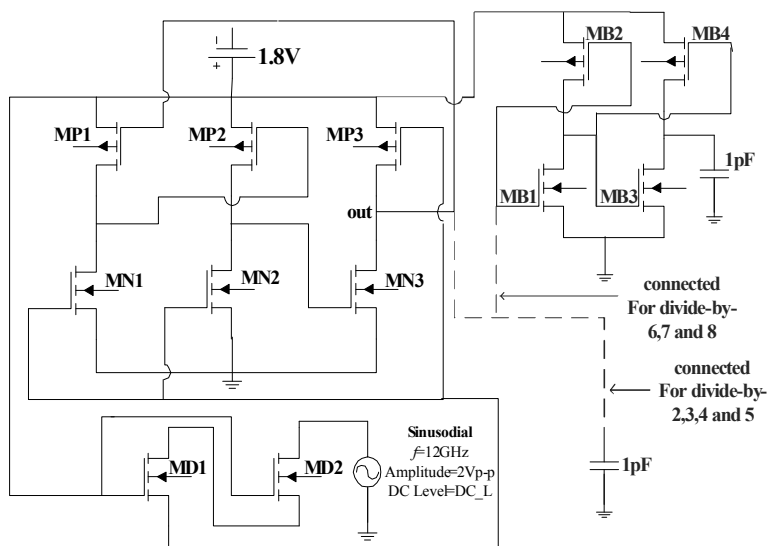 MB2
MB4
-
1.8V
+
MP1
MP2
MP3
1pF
out
MB1
MB3
MN1
MN2
MN3
connected
For divide-by-
6,7 and 8
connected
For divide-by-
2,3,4 and 5
Sinusodial
f=12GHz
Amplitude=2Vp-p
DC Level=DC_L
MD1
MD2
1pF